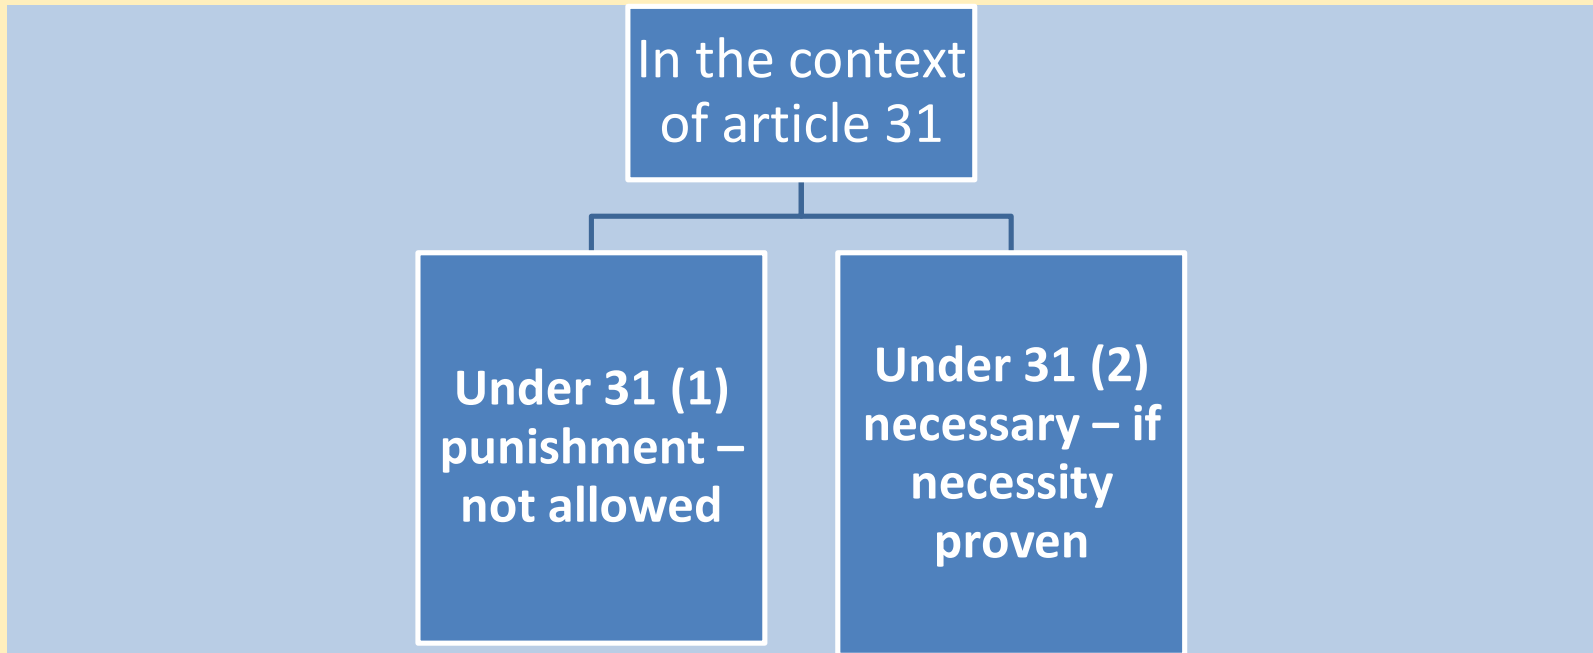 In the context
of article 31
Under 31 (1)
punishment –
not allowed
Under 31 (2)
necessary – if
necessity
proven